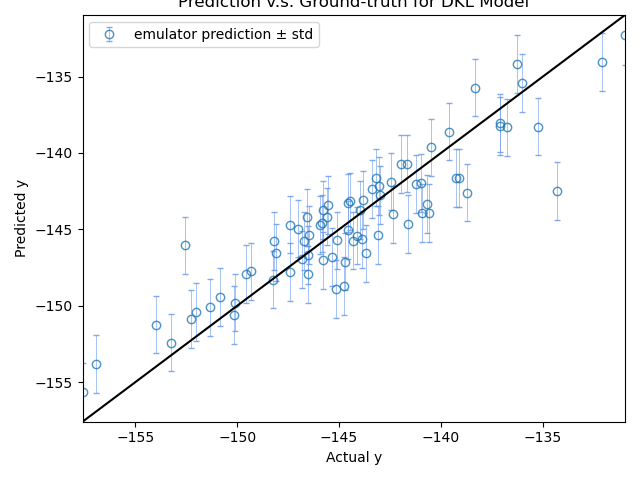 Prediction v.s. Ground-truth for DKL Model
emulator prediction ± std
−135
−140
−145
−150
−155
Predicted y
−155
−150
−145
−140
−135
Actual y